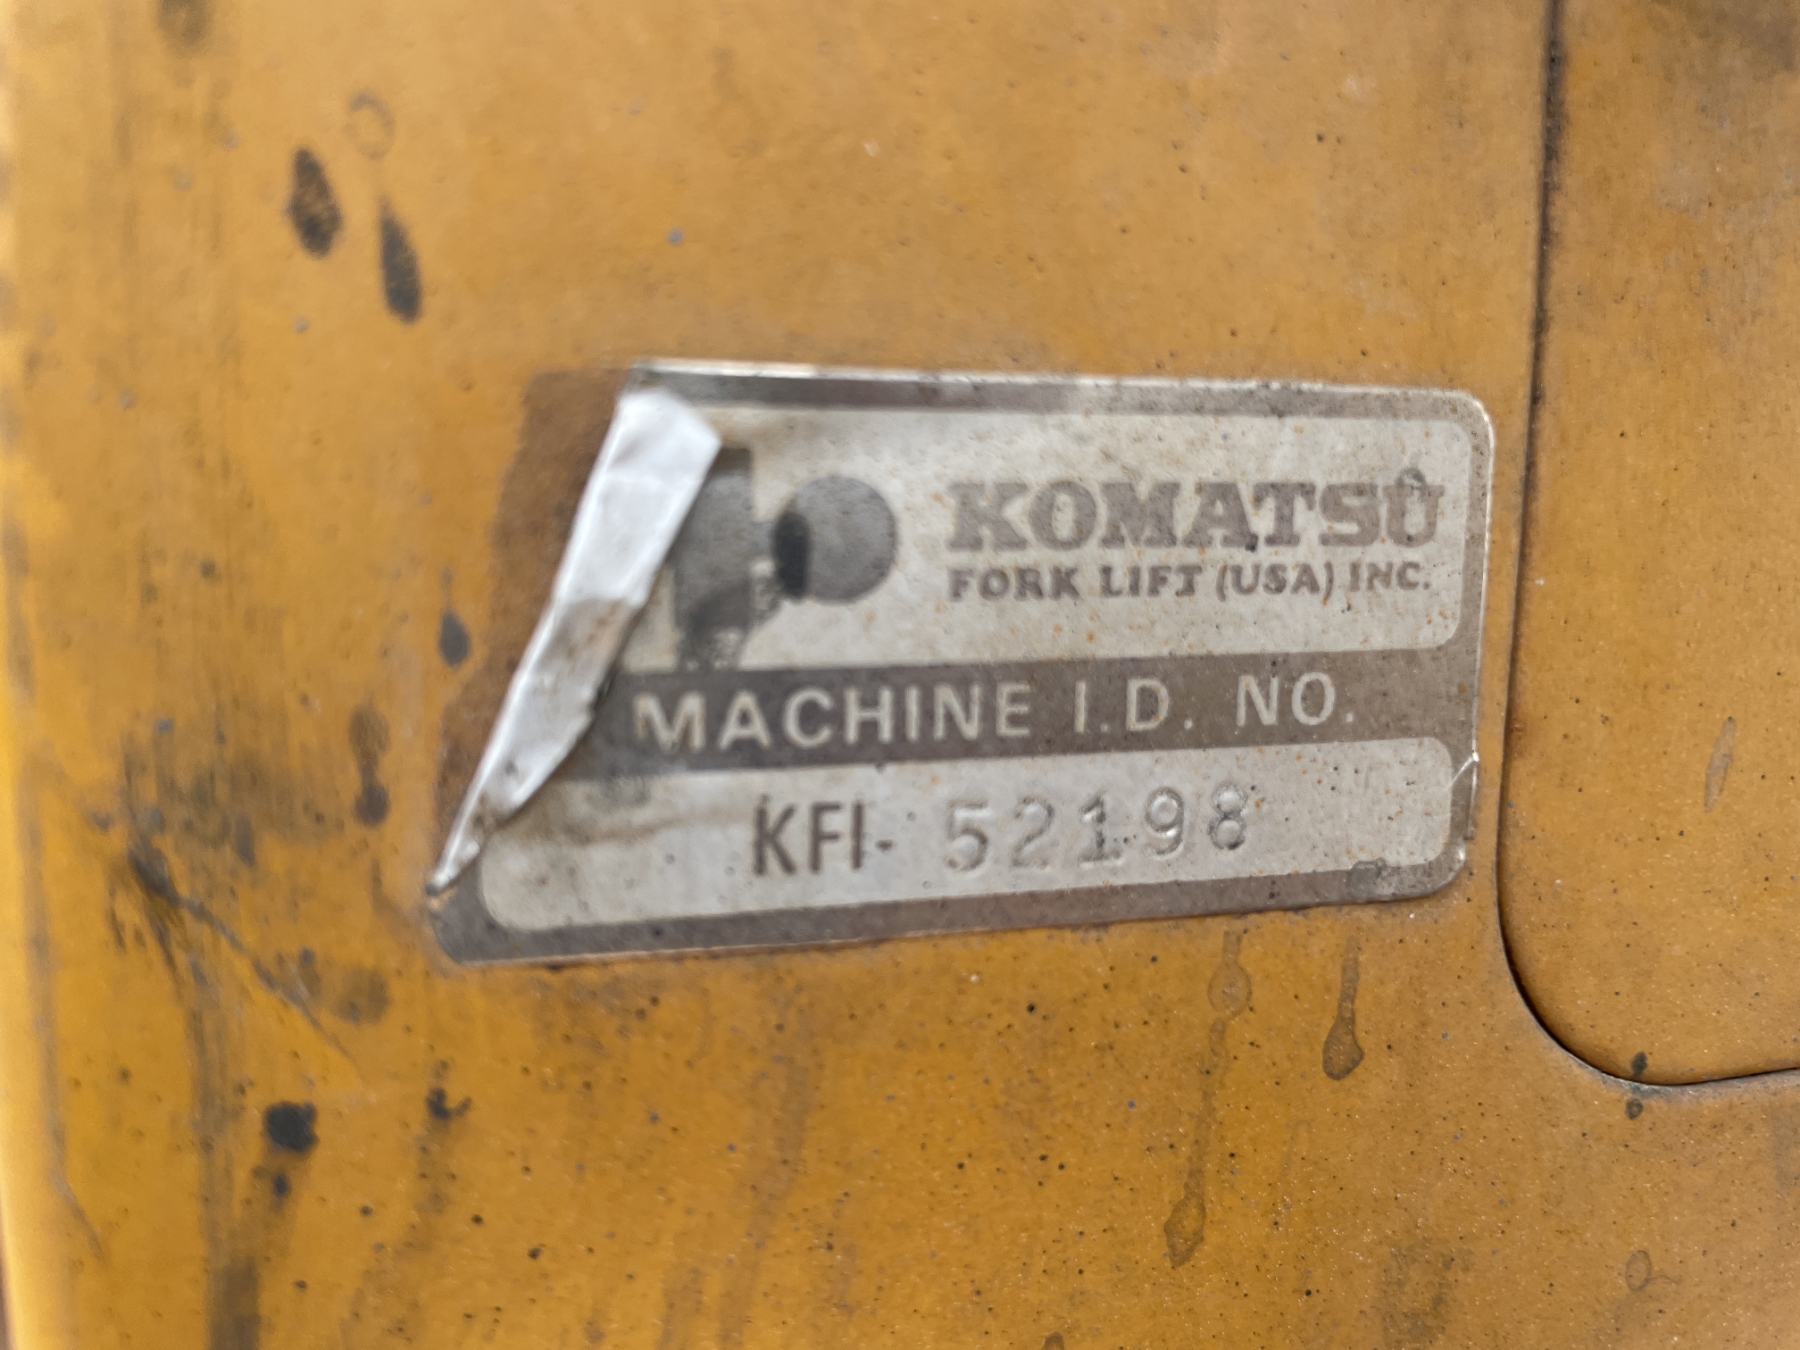 KOMATSU
FORK LIFT (USA) INC.
MACHINE I.D. NO.
KFI- 52198